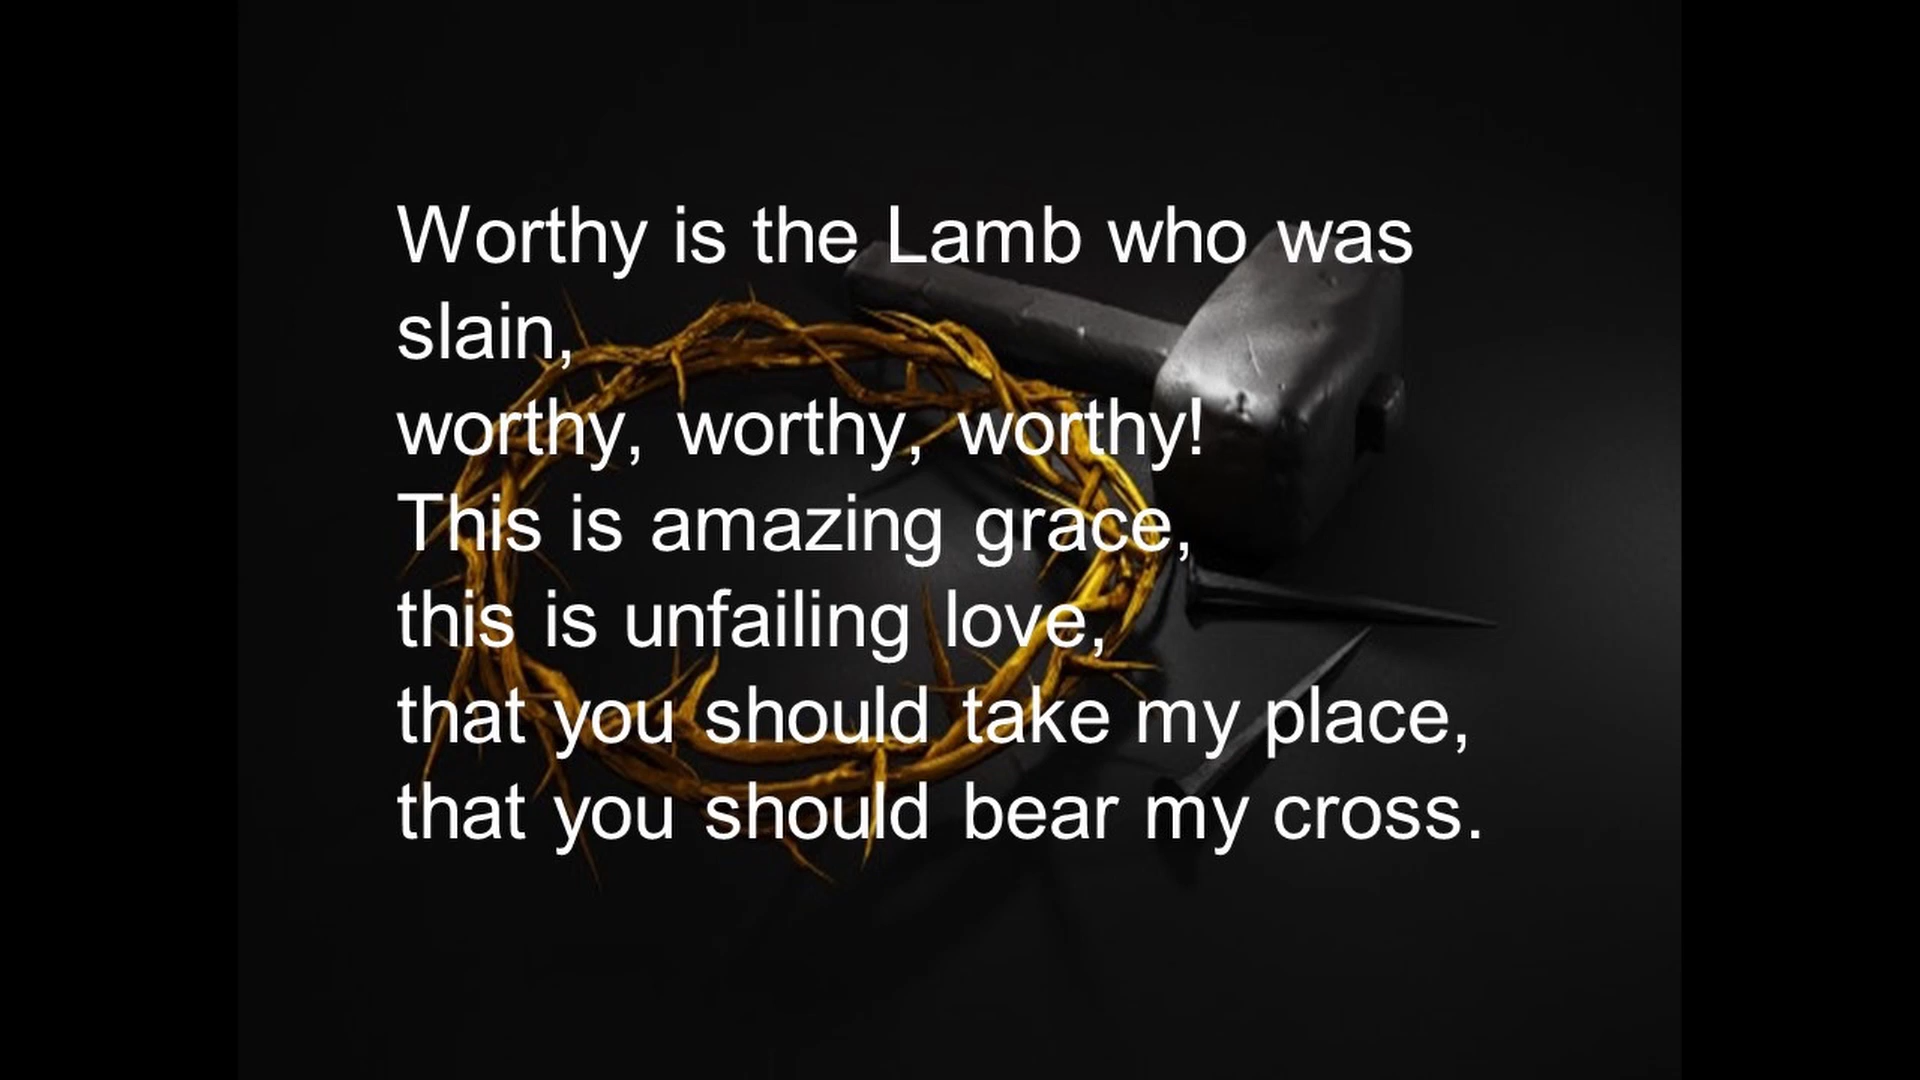 Worthy is the Lamb who was
slain,
worthy, worthy, worthy!
This is amazing grace,
this is unfailing love,
that you should take my place,
that you should bear my cross.